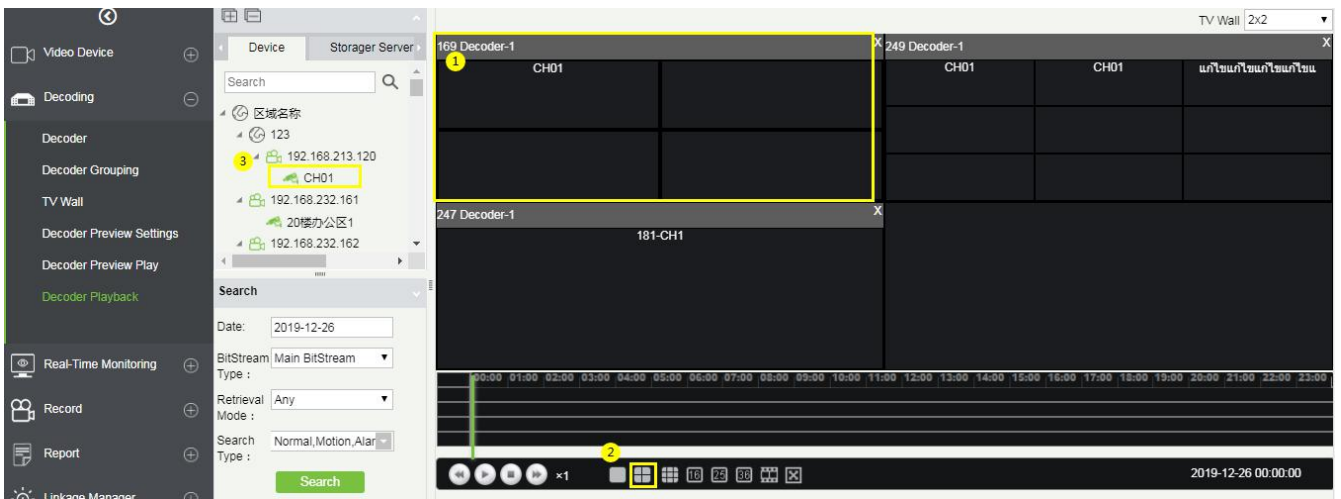 TV Wall 2x2
Video Device
Decoding
Decoder
Decoder Grouping
TV Wall
Decoder Preview Settings
Decoder Preview Play
Decoder Playback
Real-Time Monitoring
Record
Report
Linkage Manager
Device Storager Server
Search
区域名称
123
3 192.168.213.120
CH01
192.168.232.161
20楼办公区1
192.168.232.162
Search
Date: 2019-12-26
BitStream Type : Main BitStream
Retrieval Mode : Any
Search Type : Normal,Motion,Alar
Search
169 Decoder-1 X
1
CH01
249 Decoder-1 X
CH01 CH01 แก้ไขแก้ไขแก้ไขแก้ไขแ
247 Decoder-1 X
181-CH1
00:00 01:00 02:00 03:00 04:00 05:00 06:00 07:00 08:00 09:00 10:00 11:00 12:00 13:00 14:00 15:00 16:00 17:00 18:00 19:00 20:00 21:00 22:00 23:00
2
×1 16 25 36 2019-12-26 00:00:00